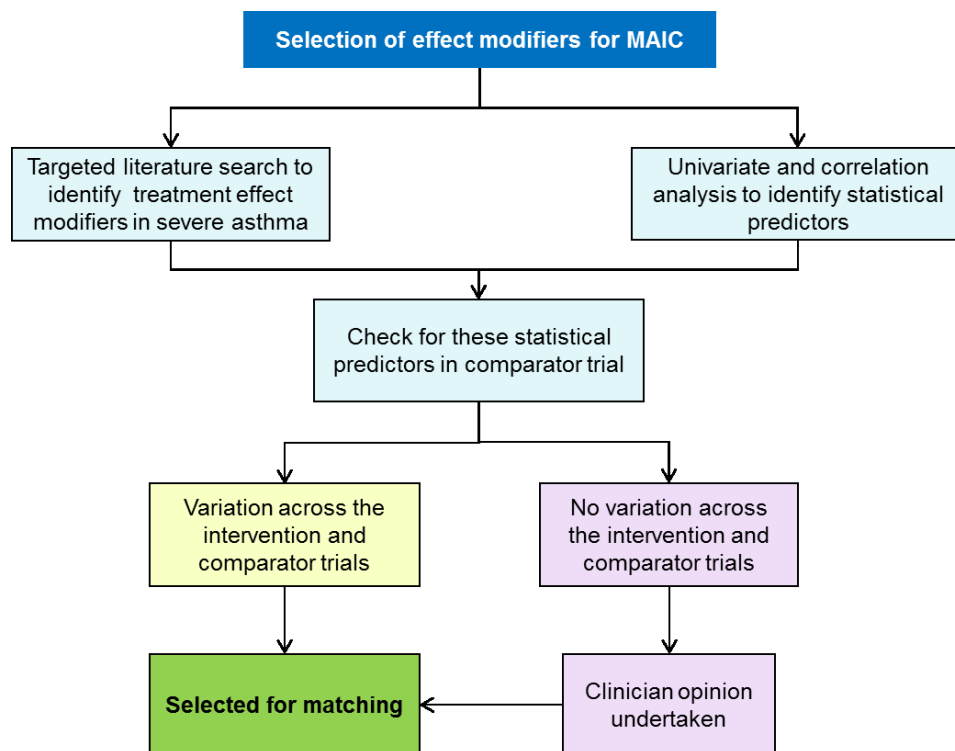 Selection of effect modifiers for MAIC
Targeted literature search to
identify treatment effect
modifiers in severe asthma
Univariate and correlation
analysis to identify statistical
predictors
Check for these statistical
predictors in comparator trial
Variation across the
intervention and
comparator trials
No variation across
the intervention and
comparator trials
Selected for matching
Clinician opinion
undertaken